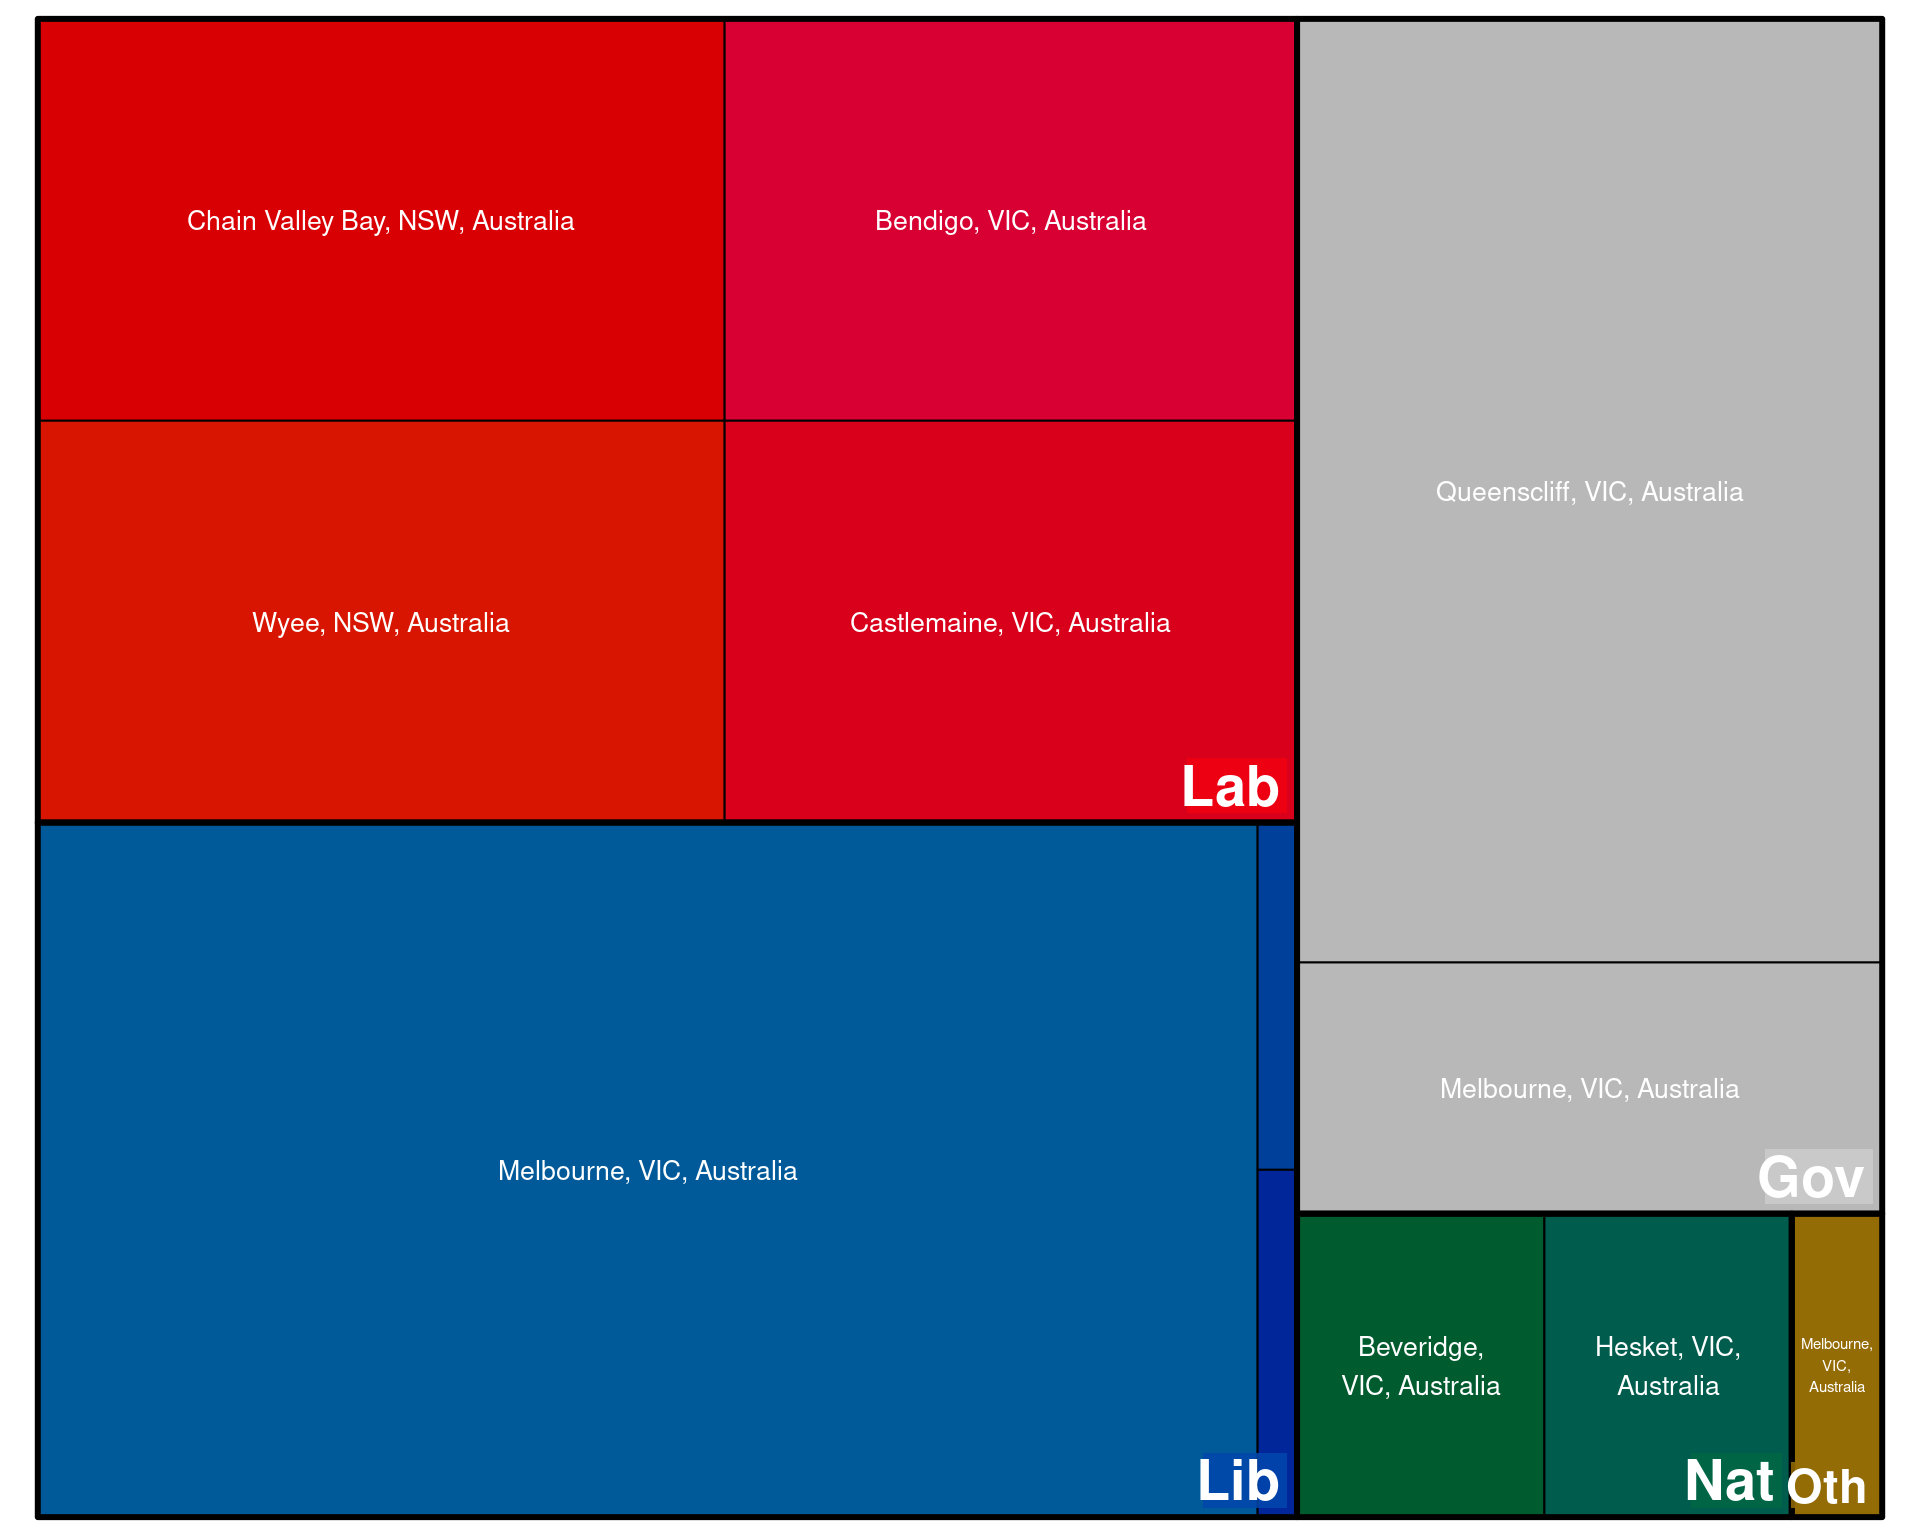 Chain Valley Bay, NSW, Australia
Bendigo, VIC, Australia
Wyee, NSW, Australia
Castlemaine, VIC, Australia
Lab
Melbourne, VIC, Australia
Lib
Queenscliff, VIC, Australia
Melbourne, VIC, Australia
Gov
Beveridge,
VIC, Australia
Hesket, VIC,
Australia
Nat
Melbourne,
VIC,
Australia
Oth